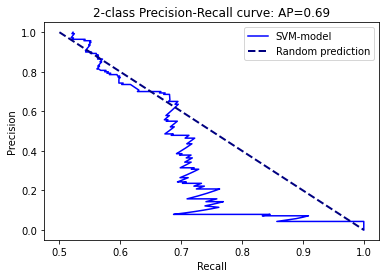 2-class Precision-Recall curve: AP=0.69
SVM-model
Random prediction
1.0
0.8
0.6
0.4
0.2
0.0
Precision
0.5
0.6
0.7
0.8
0.9
1.0
Recall